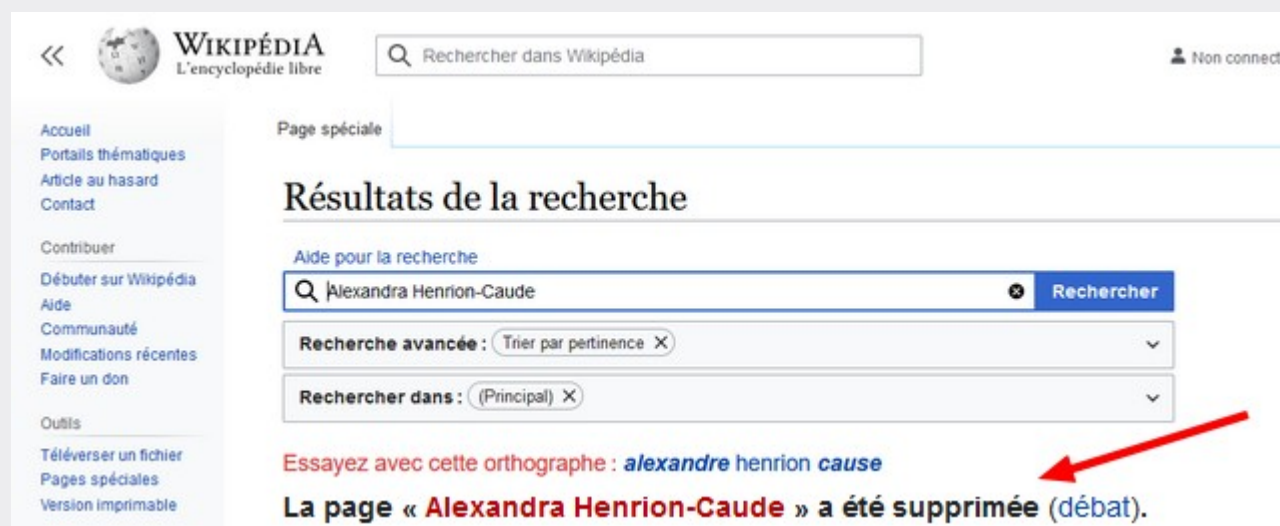 WIKIPÉDIA
L'encyclopédie libre
Rechercher dans Wikipédia
Non connect
Accueil
Portails thématiques
Article au hasard
Contact
Contribuer
Débuter sur Wikipédia
Aide
Communauté
Modifications récentes
Faire un don
Outils
Téléverser un fichier
Pages spéciales
Version imprimable
Page spéciale
Résultats de la recherche
Aide pour la recherche
Alexandra Henrion-Caude
Rechercher
Recherche avancée : Trier par pertinence
Rechercher dans : (Principal)
Essayez avec cette orthographe : alexandre henrion cause
La page « Alexandra Henrion-Caude » a été supprimée (débat).